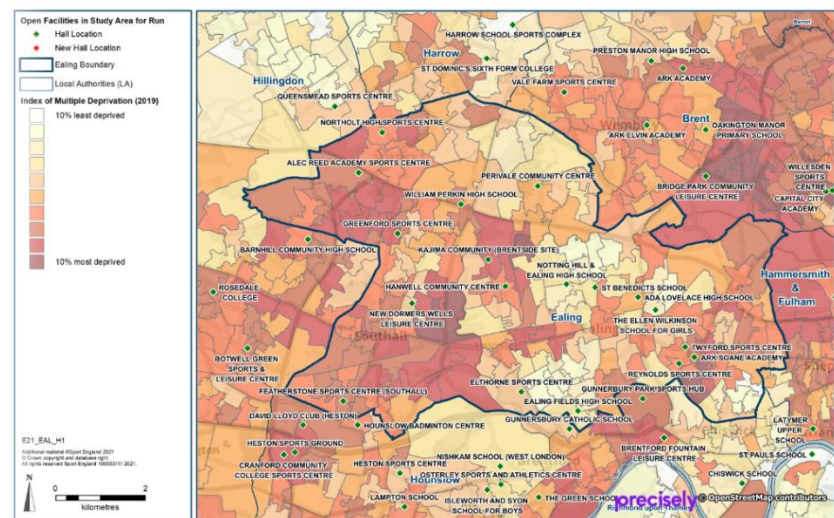 Open Facilities in Study Area for Run
Hall Location
New Hall Location
Ealing Boundary
Local Authorities (LA)
Index of Multiple Deprivation (2019)
10% least deprived
10% most deprived
E21_EAL_H1
Additional material ©Sport England 2021
© Crown copyright and database right.
All rights reserved Sport England 100033111 2021.
N
0
2
kilometres
HARROW SCHOOL SPORTS COMPLEX
Barnet
Harrow
PRESTON MANOR HIGH SCHOOL
ST DOMINIC'S SIXTH FORM COLLEGE
ARK ACADEMY
Hillingdon
VALE FARM SPORTS CENTRE
QUEENSMEAD SPORTS CENTRE
Wembley
Brent
NORTHOLT HIGH SPORTS CENTRE
ARK ELVIN ACADEMY
OAKINGTON MANOR
PRIMARY SCHOOL
ALEC REED ACADEMY SPORTS CENTRE
WILLESDEN
SPORTS
CENTRE
CAPITAL CITY
ACADEMY
PERIVALE COMMUNITY CENTRE
BRIDGE PARK COMMUNITY
LEISURE CENTRE
WILLIAM PERKIN HIGH SCHOOL
GREENFORD SPORTS CENTRE
BARNHILL COMMUNITY HIGH SCHOOL
KAJIMA COMMUNITY (BRENTSIDE SITE)
NOTTING HILL &
EALING HIGH SCHOOL
Hammersmith
&
Fulham
ROSEDALE
COLLEGE
HANWELL COMMUNITY CENTRE
ST BENEDICTS SCHOOL
ADA LOVELACE HIGH SCHOOL
NEW DORMERS WELLS
LEISURE CENTRE
Ealing
THE ELLEN WILKINSON
SCHOOL FOR GIRLS
Southall
BOTWELL GREEN
SPORTS &
LEISURE CENTRE
TWYFORD SPORTS CENTRE
ARK SOANE ACADEMY
REYNOLDS SPORTS CENTRE
FEATHERSTONE SPORTS CENTRE (SOUTHALL)
ELTHORNE SPORTS CENTRE
GUNNERSBURY PARK SPORTS HUB
EALING FIELDS HIGH SCHOOL
DAVID LLOYD CLUB (HESTON)
HOUNSLOW BADMINTON CENTRE
GUNNERSBURY CATHOLIC SCHOOL
LATYMER
UPPER
SCHOOL
HESTON SPORTS GROUND
BRENTFORD FOUNTAIN
LEISURE CENTRE
ST PAULS SCHOOL
CRANFORD COMMUNITY
COLLEGE SPORTS CENTRE
NISHKAM SCHOOL (WEST LONDON)
HESTON SPORTS CENTRE
OSTERLEY SPORTS AND ATHLETICS CENTRE
CHISWICK SCHOOL
Hounslow
LAMPTON SCHOOL
ISLEWORTH AND SYON
SCHOOL FOR BOYS
THE GREEN SCHOOL
Richmond upon Thames
precisely
© OpenStreetMap contributors